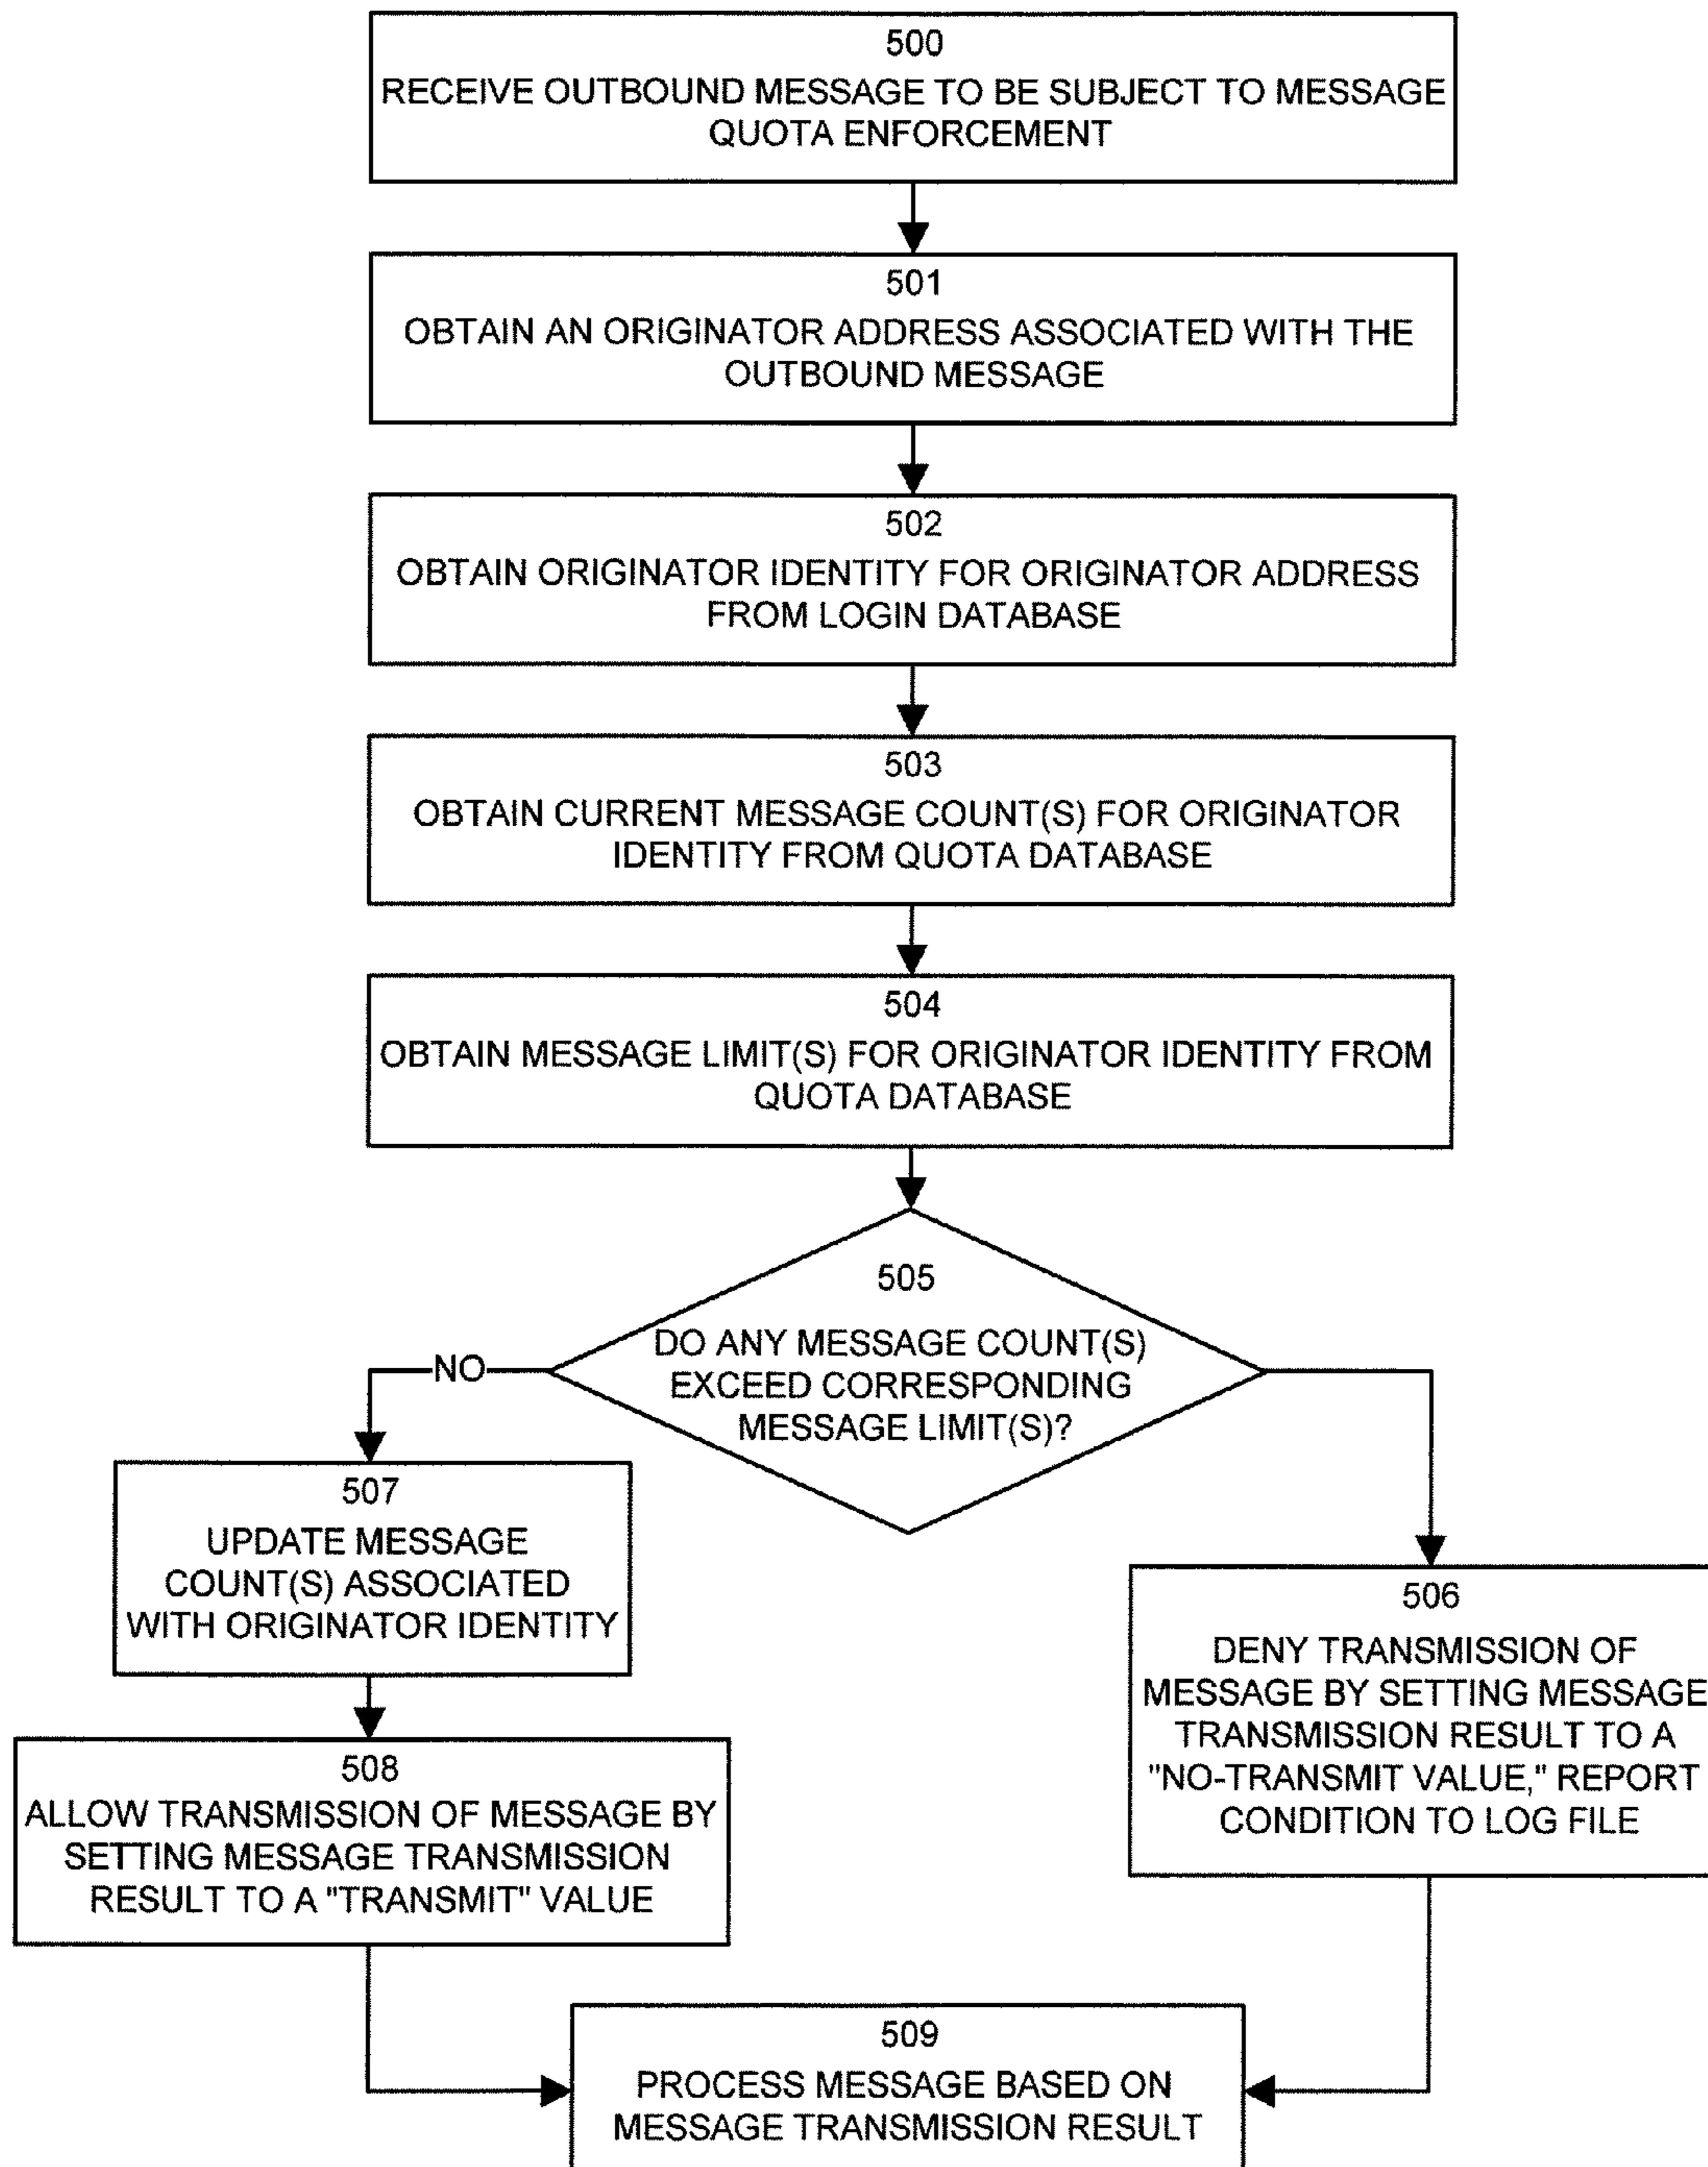 500
RECEIVE OUTBOUND MESSAGE TO BE SUBJECT TO MESSAGE
QUOTA ENFORCEMENT
501
OBTAIN AN ORIGINATOR ADDRESS ASSOCIATED WITH THE
OUTBOUND MESSAGE
502
OBTAIN ORIGINATOR IDENTITY FOR ORIGINATOR ADDRESS
FROM LOGIN DATABASE
503
OBTAIN CURRENT MESSAGE COUNT(S) FOR ORIGINATOR
IDENTITY FROM QUOTA DATABASE
504
OBTAIN MESSAGE LIMIT(S) FOR ORIGINATOR IDENTITY FROM
QUOTA DATABASE
505
DO ANY MESSAGE COUNT(S)
EXCEED CORRESPONDING
MESSAGE LIMIT(S)?
NO
507
UPDATE MESSAGE
COUNT(S) ASSOCIATED
WITH ORIGINATOR IDENTITY
506
DENY TRANSMISSION OF
MESSAGE BY SETTING MESSAGE
TRANSMISSION RESULT TO A
"NO-TRANSMIT VALUE," REPORT
CONDITION TO LOG FILE
508
ALLOW TRANSMISSION OF MESSAGE BY
SETTING MESSAGE TRANSMISSION
RESULT TO A "TRANSMIT" VALUE
509
PROCESS MESSAGE BASED ON
MESSAGE TRANSMISSION RESULT